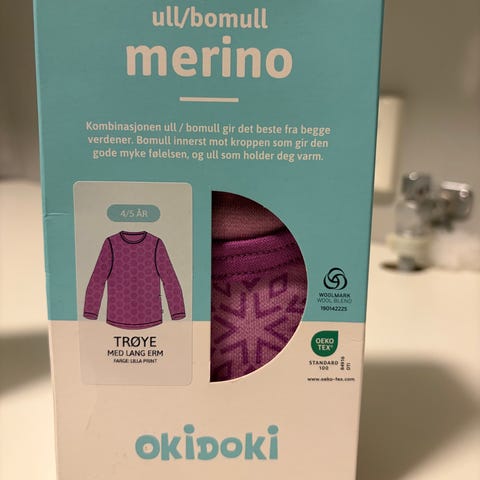 ull/bomull
merino
Kombinasjonen ull / bomull gir det beste fra begge
verdener. Bomull innerst mot kroppen som gir den
gode myke følelsen, og ull som holder deg varm.
4/5 ÅR
TRØYE
MED LANG ERM
FARGE: LILLA PRINT
WOOLMARK
WOOL BLEND
190142225
OEKO
TEX®
STANDARD
100
www.oeko-tex.com
OKIDOKI